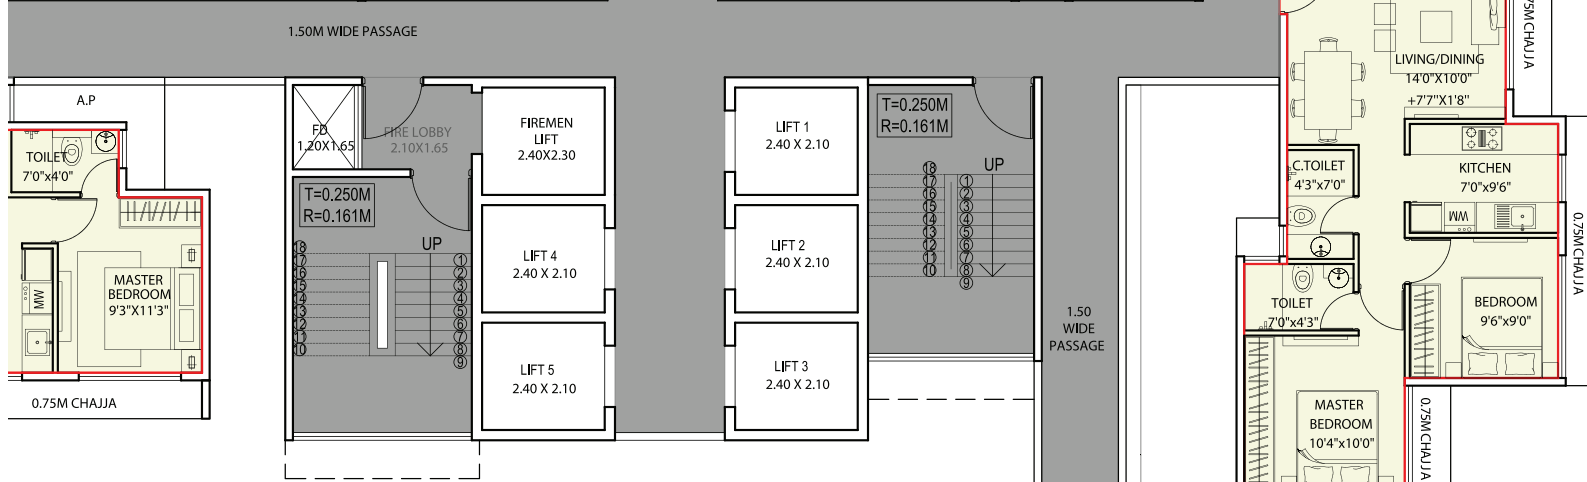 1.50M WIDE PASSAGE
A.P
TOILET
7'0"x4'0"
MASTER
BEDROOM
9'3"X11'3"
MW
0.75M CHAJJA
FD
1.20X1.65
FIRE LOBBY
2.10X1.65
T=0.250M
R=0.161M
UP
18
17
16
15
14
13
12
11
10
1
2
3
4
5
6
7
8
9
FIREMEN
LIFT
2.40X2.30
LIFT 4
2.40 X 2.10
LIFT 5
2.40 X 2.10
LIFT 1
2.40 X 2.10
LIFT 2
2.40 X 2.10
LIFT 3
2.40 X 2.10
T=0.250M
R=0.161M
UP
18
17
16
15
14
13
12
11
10
1
2
3
4
5
6
7
8
9
1.50
WIDE
PASSAGE
LIVING/DINING
14'0"X10'0"
+7'7"X1'8"
C.TOILET
4'3"x7'0"
KITCHEN
7'0"x9'6"
WM
TOILET
7'0"x4'3"
BEDROOM
9'6"x9'0"
MASTER
BEDROOM
10'4"x10'0"
75M CHAJJA
0.75M CHAJJA
0.75M CHAJJA